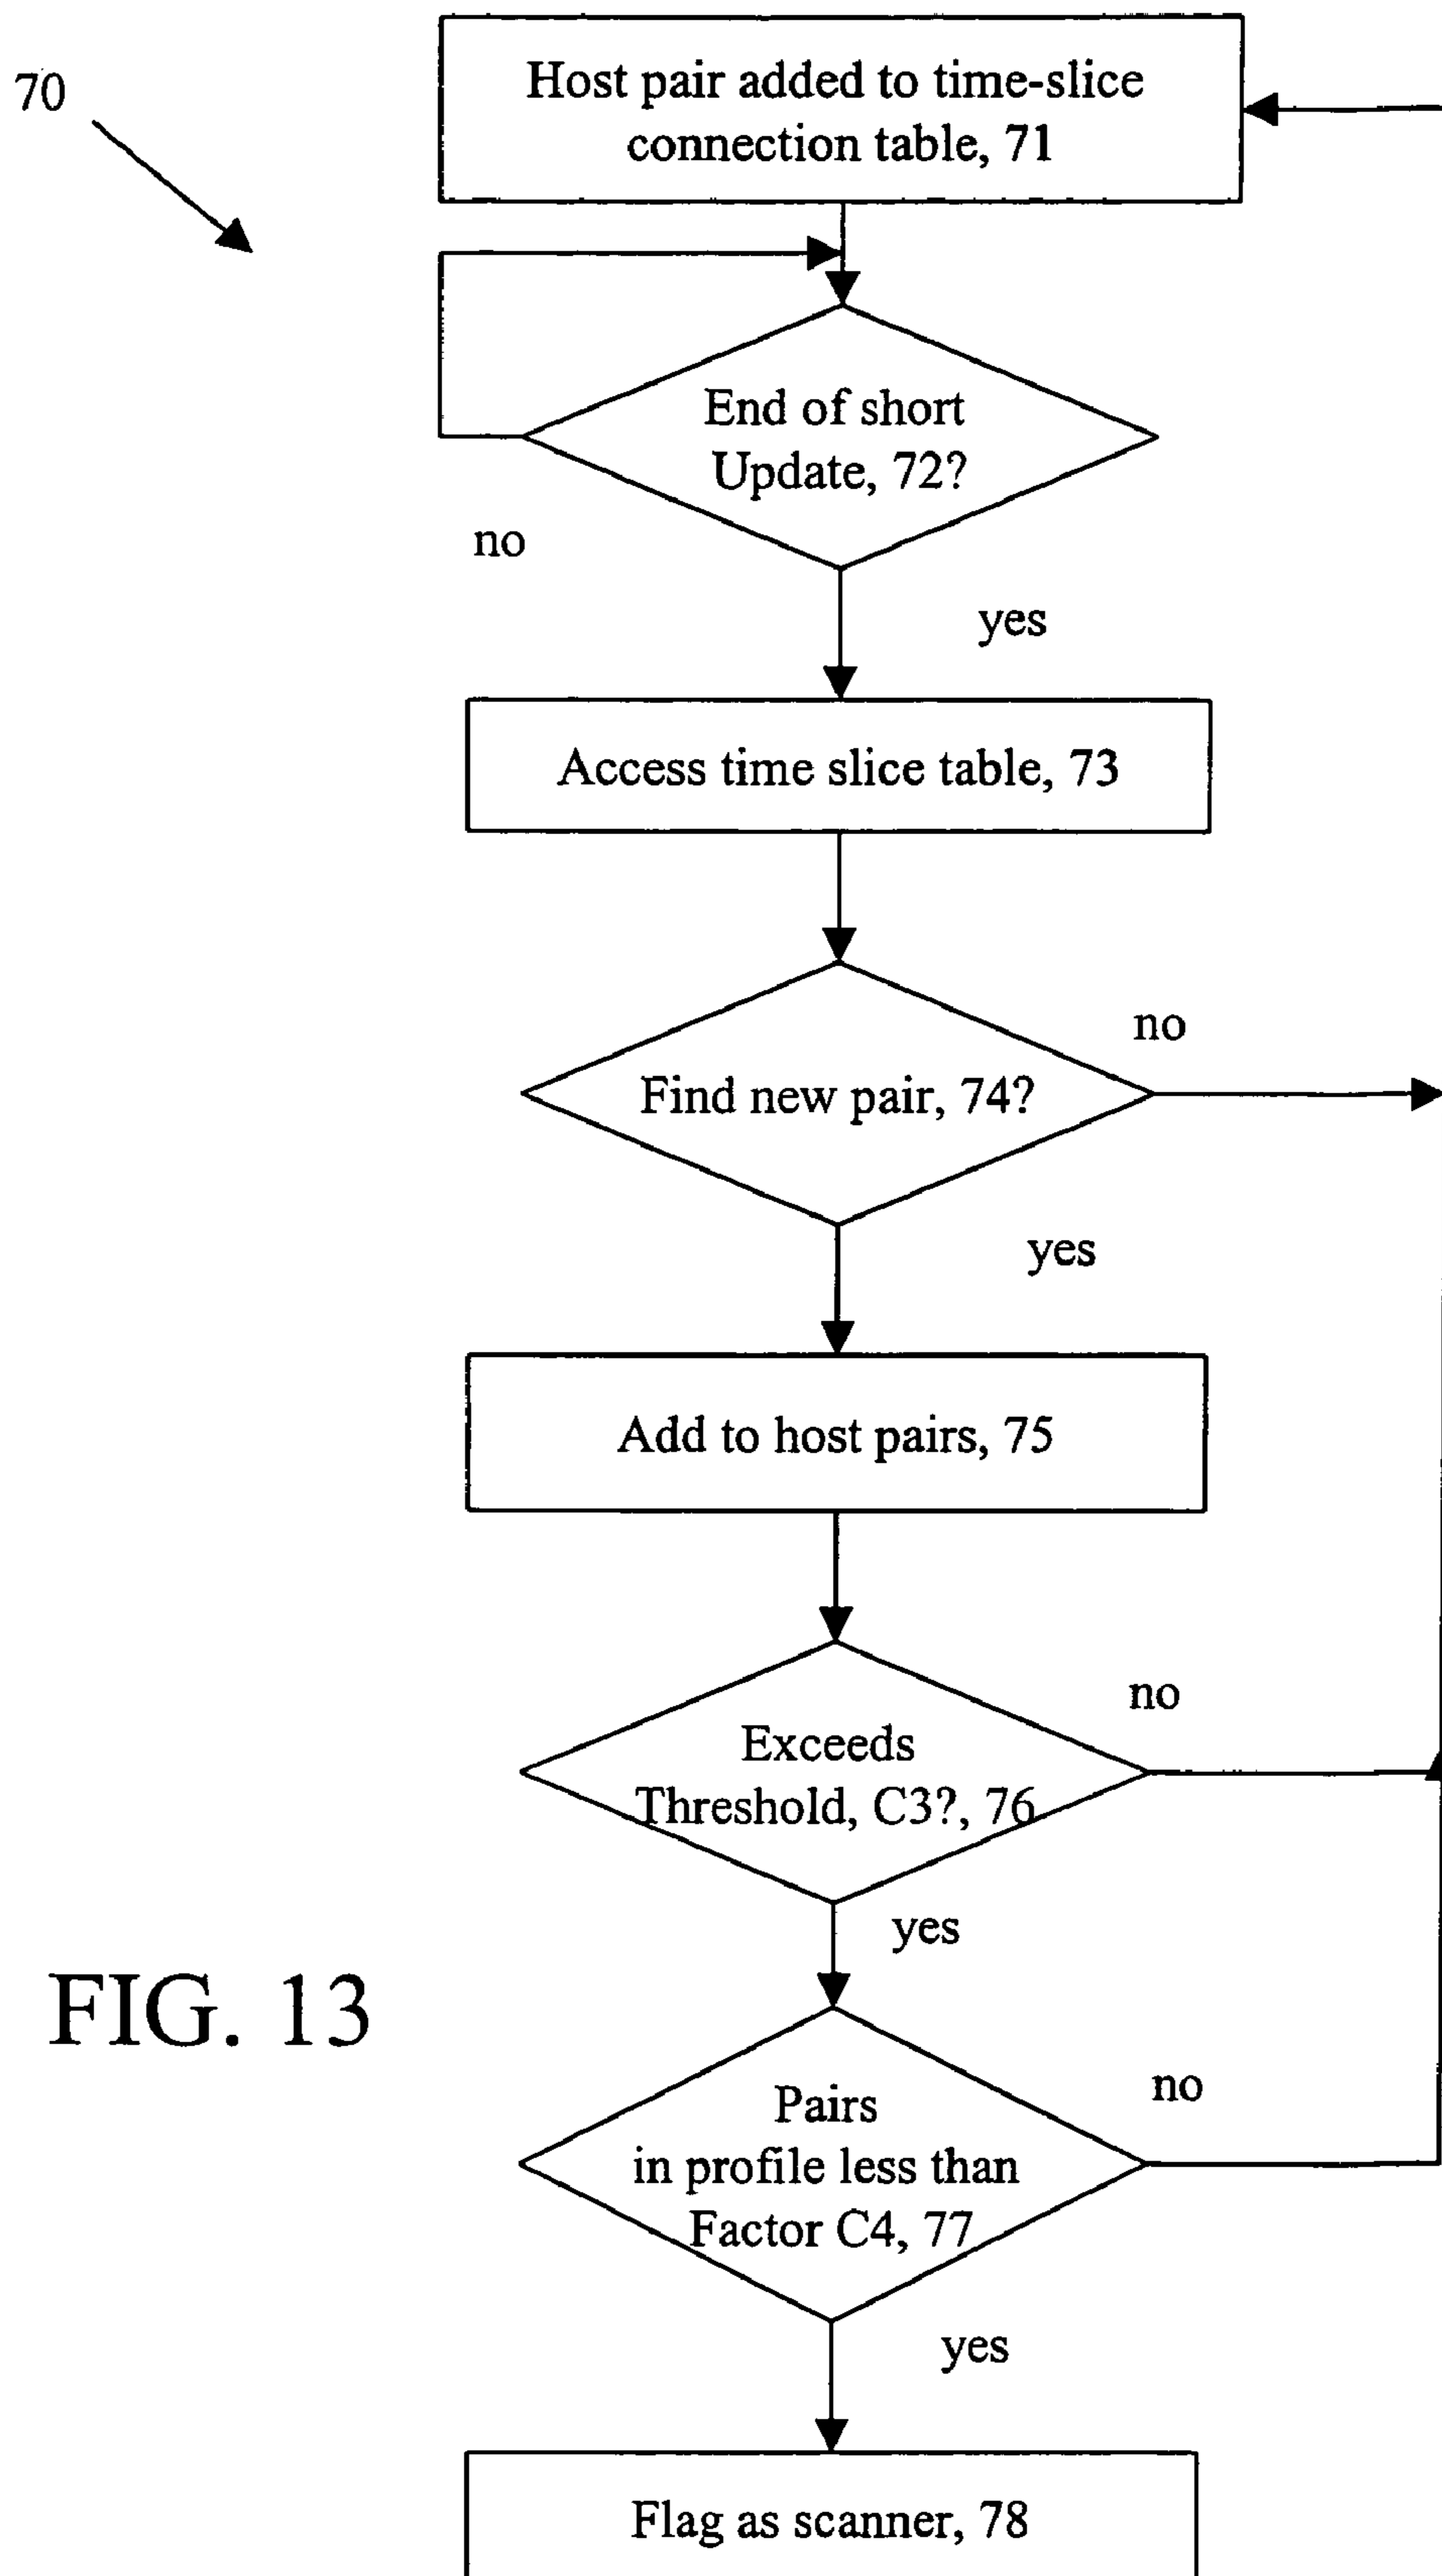 70
Host pair added to time-slice
connection table, 71
End of short
Update, 72?
no
yes
Access time slice table, 73
no
Find new pair, 74?
yes
Add to host pairs, 75
no
Exceeds
Threshold, C3?, 76
yes
FIG. 13
no
Pairs
in profile less than
Factor C4, 77
yes
Flag as scanner, 78